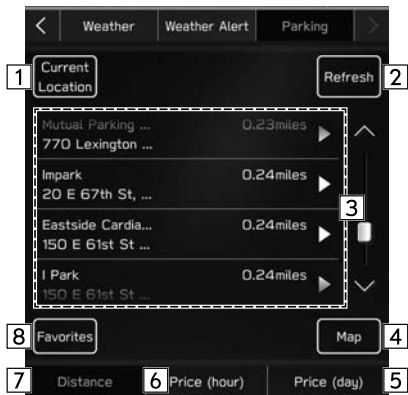 Weather Weather Alert Parking
1 Current Location
Refresh 2
Mutual Parking ... 0.23miles
770 Lexington ...
Impark 0.24miles
20 E 67th St, ...
3
Eastside Cardia... 0.24miles
150 E 61st St ...
I Park 0.24miles
150 E 61st St ...
8 Favorites
Map 4
7 Distance 6 Price (hour) Price (day) 5